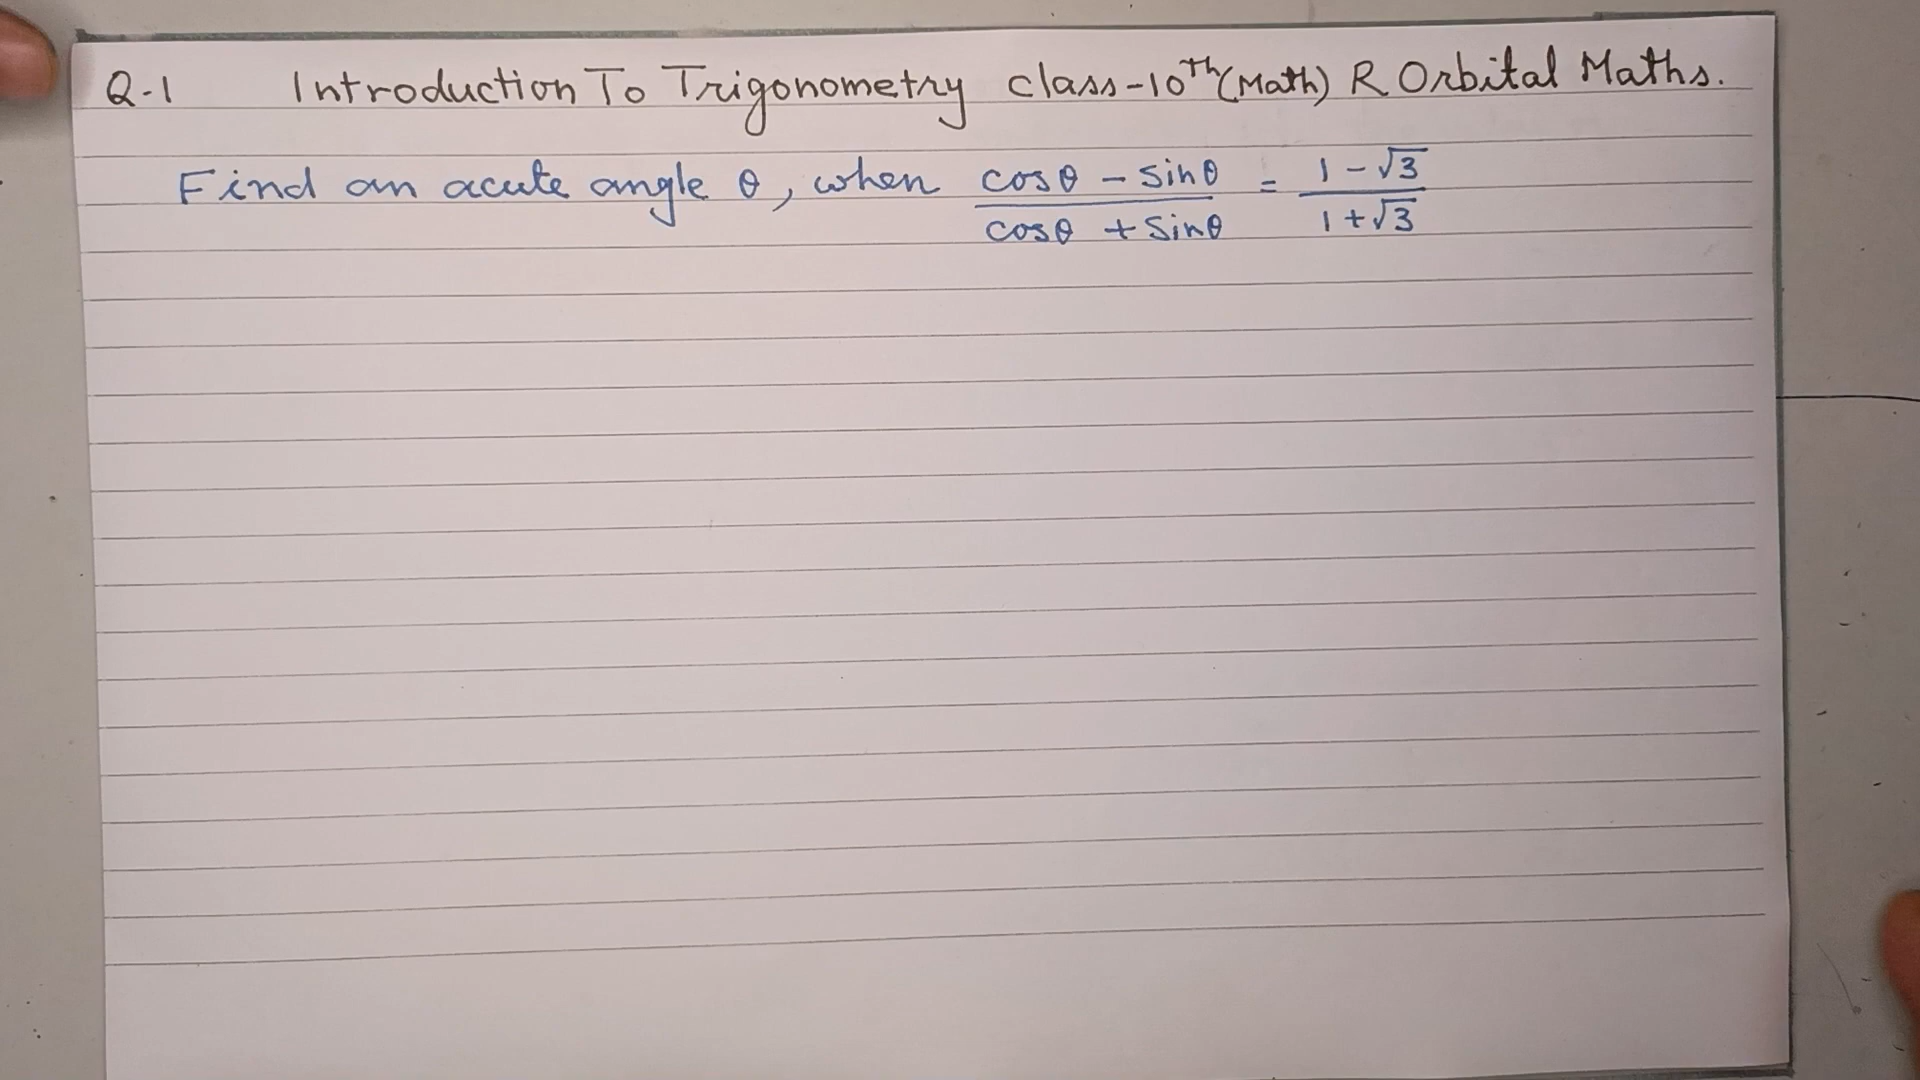 Q-1 Introduction To Trigonometry class-10th (Math) R Orbital Maths.
Find an acute angle θ, when cosθ - sinθ / cosθ + sinθ = 1-√3 / 1+√3